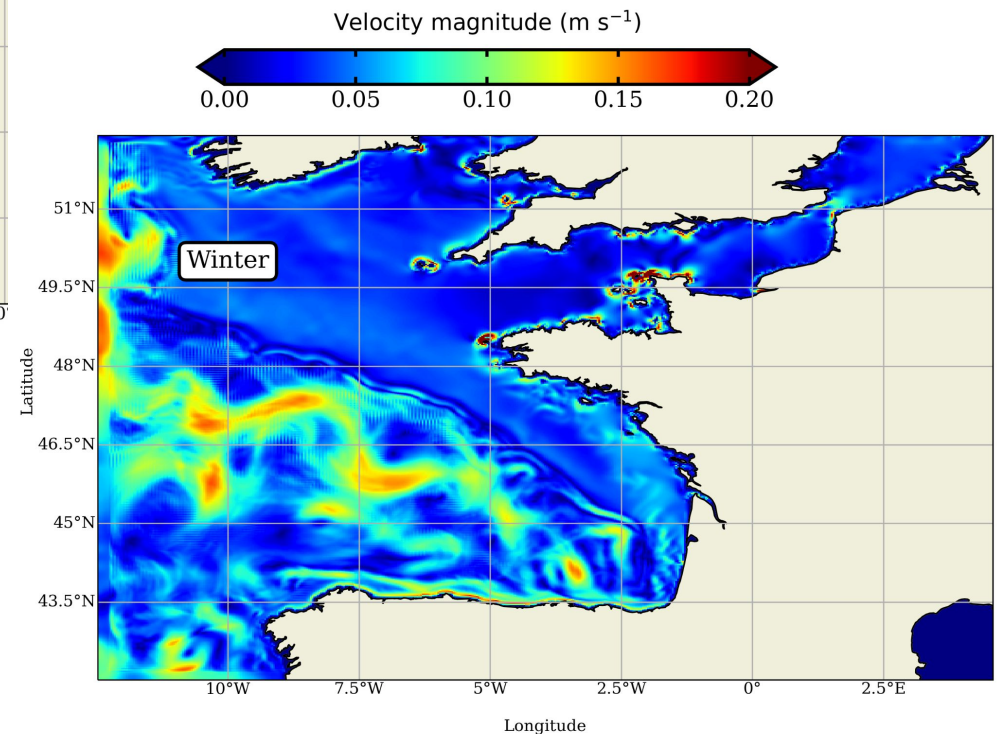 Velocity magnitude (m s⁻¹)
0.00 0.05 0.10 0.15 0.20
51°N
Winter
49.5°N
48°N
Latitude
46.5°N
45°N
43.5°N
10°W 7.5°W 5°W 2.5°W 0° 2.5°E
Longitude